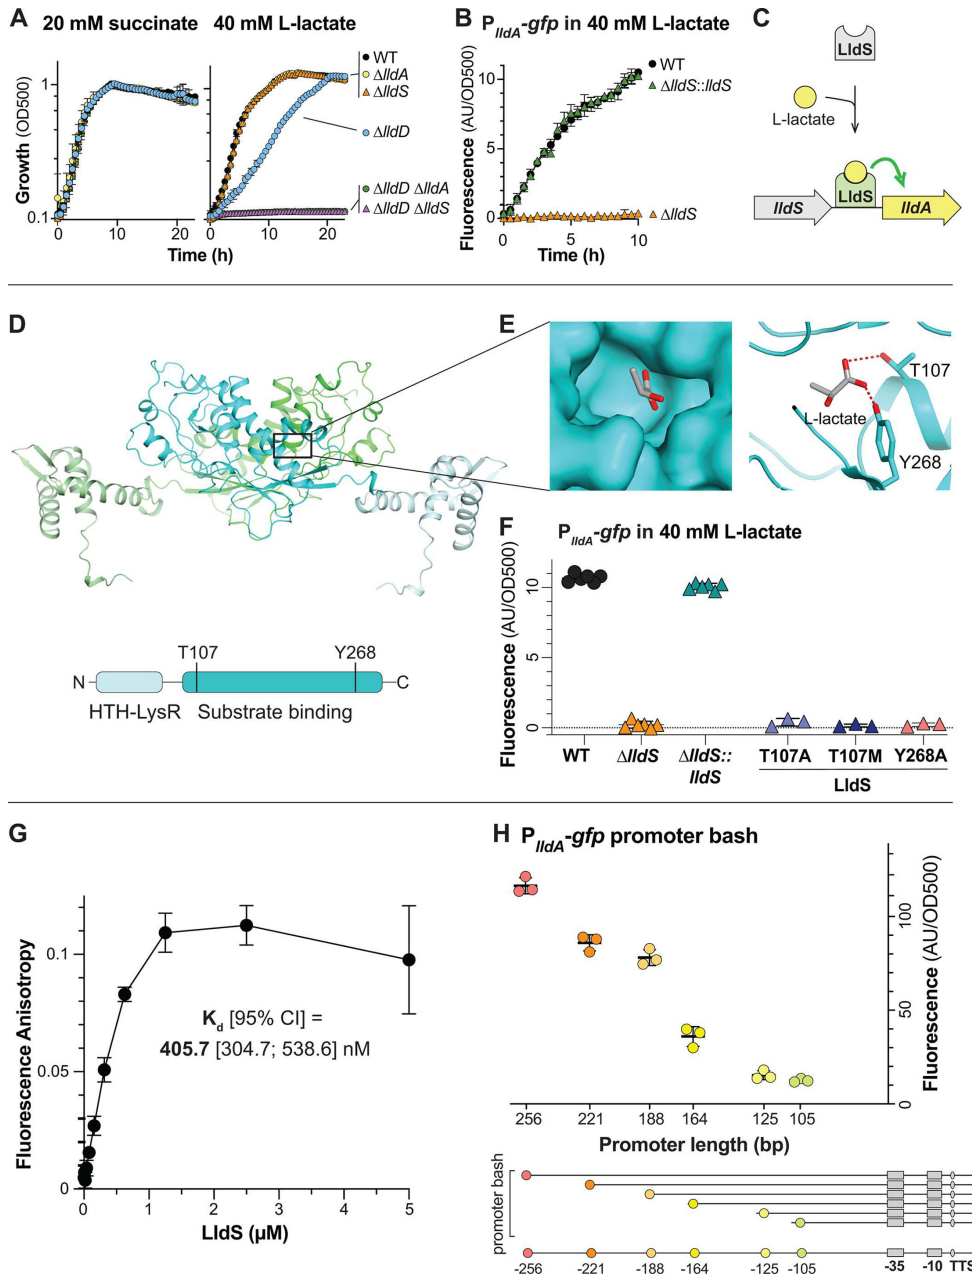 A
20 mM succinate
40 mM L-lactate
Growth (OD500)
1
0.1
0
10
20
0
10
20
Time (h)
WT
ΔlldA
ΔlldS
ΔlldD
ΔlldD ΔlldA
ΔlldD ΔlldS
B
PlldA-gfp in 40 mM L-lactate
Fluorescence (AU/OD500)
10
5
0
0
5
10
Time (h)
WT
ΔlldS::lldS
ΔlldS
C
LldS
L-lactate
LldS
lldS
lldA
D
T107
Y268
N
C
HTH-LysR
Substrate binding
E
L-lactate
T107
Y268
F
PlldA-gfp in 40 mM L-lactate
Fluorescence (AU/OD500)
10
5
0
WT
ΔlldS
ΔlldS::
lldS
T107A
T107M
Y268A
LldS
G
Fluorescence Anisotropy
0.1
0.05
0
Kd [95% CI] =
405.7 [304.7; 538.6] nM
0
1
2
3
4
5
LldS (μM)
H
PlldA-gfp promoter bash
Fluorescence (AU/OD500)
100
50
0
256
221
188
164
125
105
Promoter length (bp)
promoter bash
-256
-221
-188
-164
-125
-105
-35
-10
TTS